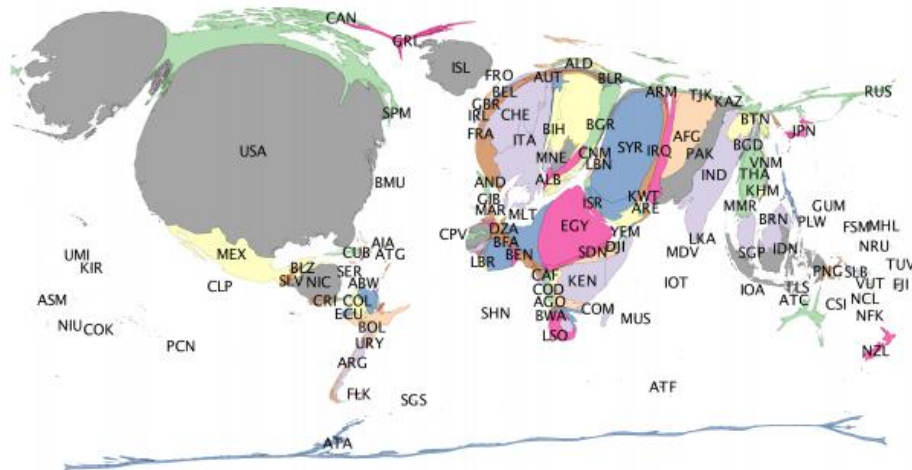 CAN
GRL
ISL
FRO
AUT
ALD
BLR
ARM
TJK
KAZ
RUS
BEL
GBR
IRL
CHE
SPM
FRA
ITA
BIH
BGR
SYR
IRQ
AFG
BTN
JPN
USA
MNE
CNM
LBN
PAK
BGD
VNM
IND
THA
BMU
AND
ALB
KHM
GIB
ISR
KWT
ARE
MMR
GUM
MAR
MLT
EGY
BRN
PLW
CPV
DZA
YEM
FSM
MHL
AIA
BFA
DJI
LKA
NRU
UMI
MEX
CUB
ATG
BEN
SDN
MDV
SGP
IDN
KIR
BLZ
SER
LBR
CAF
KEN
PNG
SLB
TUV
CLP
SLV
NIC
ABW
COD
IOT
IOA
TLS
VUT
FJI
ASM
CRI
COL
AGO
COM
ATC
CSI
NCL
NIU
COK
ECU
SHN
BWA
MUS
NFK
BOL
LSO
PCN
URY
NZL
ARG
FLK
SGS
ATF
ATA